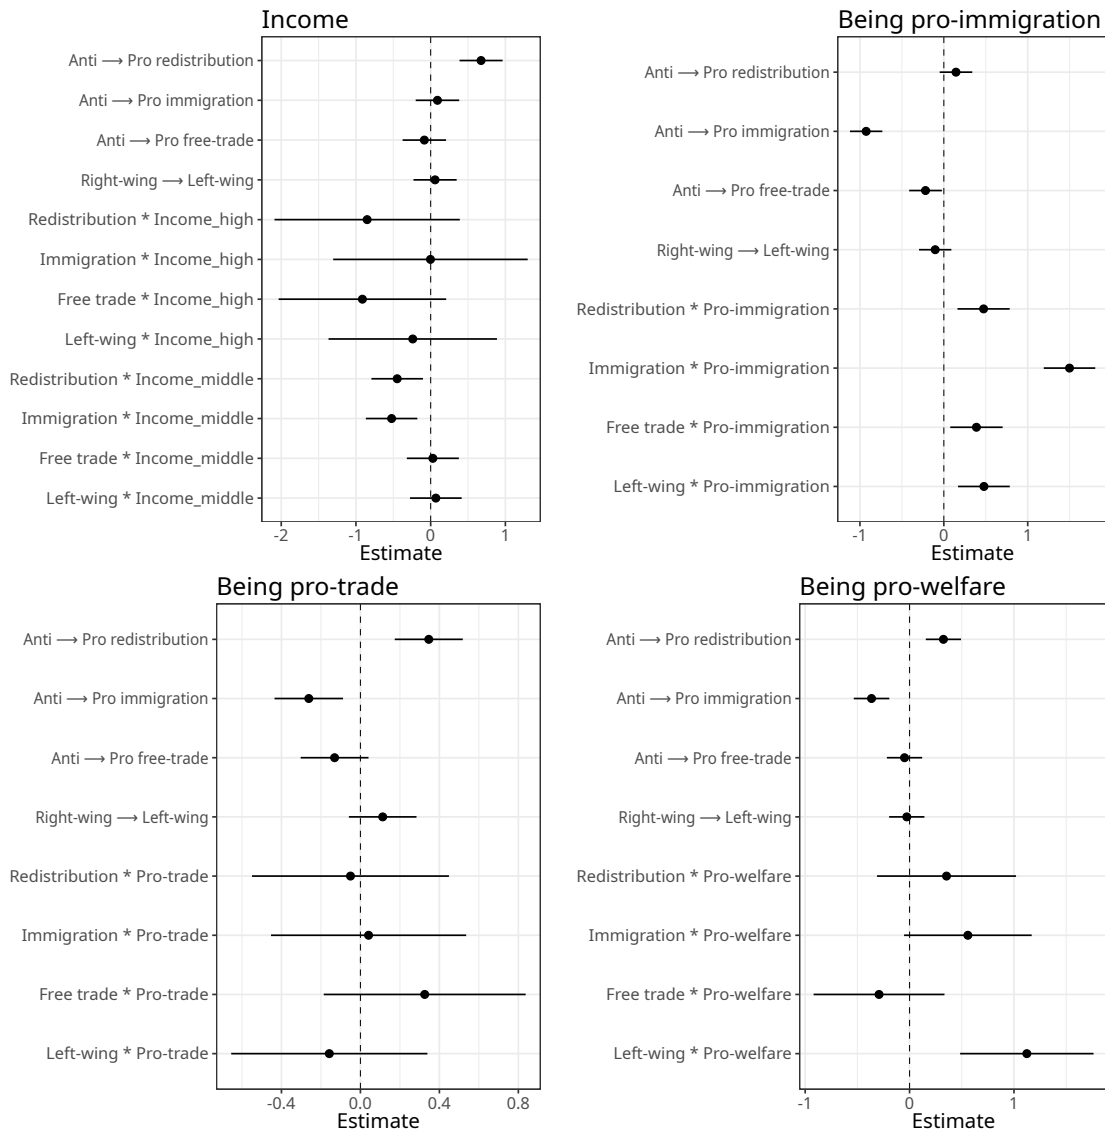 Income
Anti ⟶ Pro redistribution
Anti ⟶ Pro immigration
Anti ⟶ Pro free-trade
Right-wing ⟶ Left-wing
Redistribution * Income_high
Immigration * Income_high
Free trade * Income_high
Left-wing * Income_high
Redistribution * Income_middle
Immigration * Income_middle
Free trade * Income_middle
Left-wing * Income_middle
-2 -1 0 1
Estimate
Being pro-immigration
Anti ⟶ Pro redistribution
Anti ⟶ Pro immigration
Anti ⟶ Pro free-trade
Right-wing ⟶ Left-wing
Redistribution * Pro-immigration
Immigration * Pro-immigration
Free trade * Pro-immigration
Left-wing * Pro-immigration
-1 0 1
Estimate
Being pro-trade
Anti ⟶ Pro redistribution
Anti ⟶ Pro immigration
Anti ⟶ Pro free-trade
Right-wing ⟶ Left-wing
Redistribution * Pro-trade
Immigration * Pro-trade
Free trade * Pro-trade
Left-wing * Pro-trade
-0.4 0.0 0.4 0.8
Estimate
Being pro-welfare
Anti ⟶ Pro redistribution
Anti ⟶ Pro immigration
Anti ⟶ Pro free-trade
Right-wing ⟶ Left-wing
Redistribution * Pro-welfare
Immigration * Pro-welfare
Free trade * Pro-welfare
Left-wing * Pro-welfare
-1 0 1
Estimate